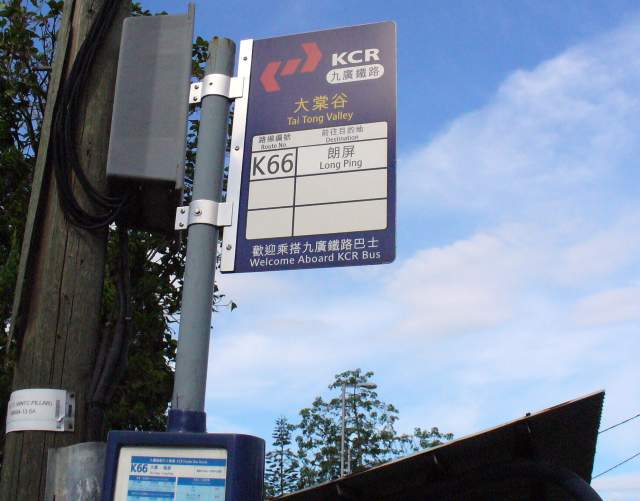 KCR
九廣鐵路
大棠谷
Tai Tong Valley
路線編號 前往目的地
Route No. Destination
K66 朗屏
Long Ping
歡迎乘搭九廣鐵路巴士
Welcome Aboard KCR Bus
K66